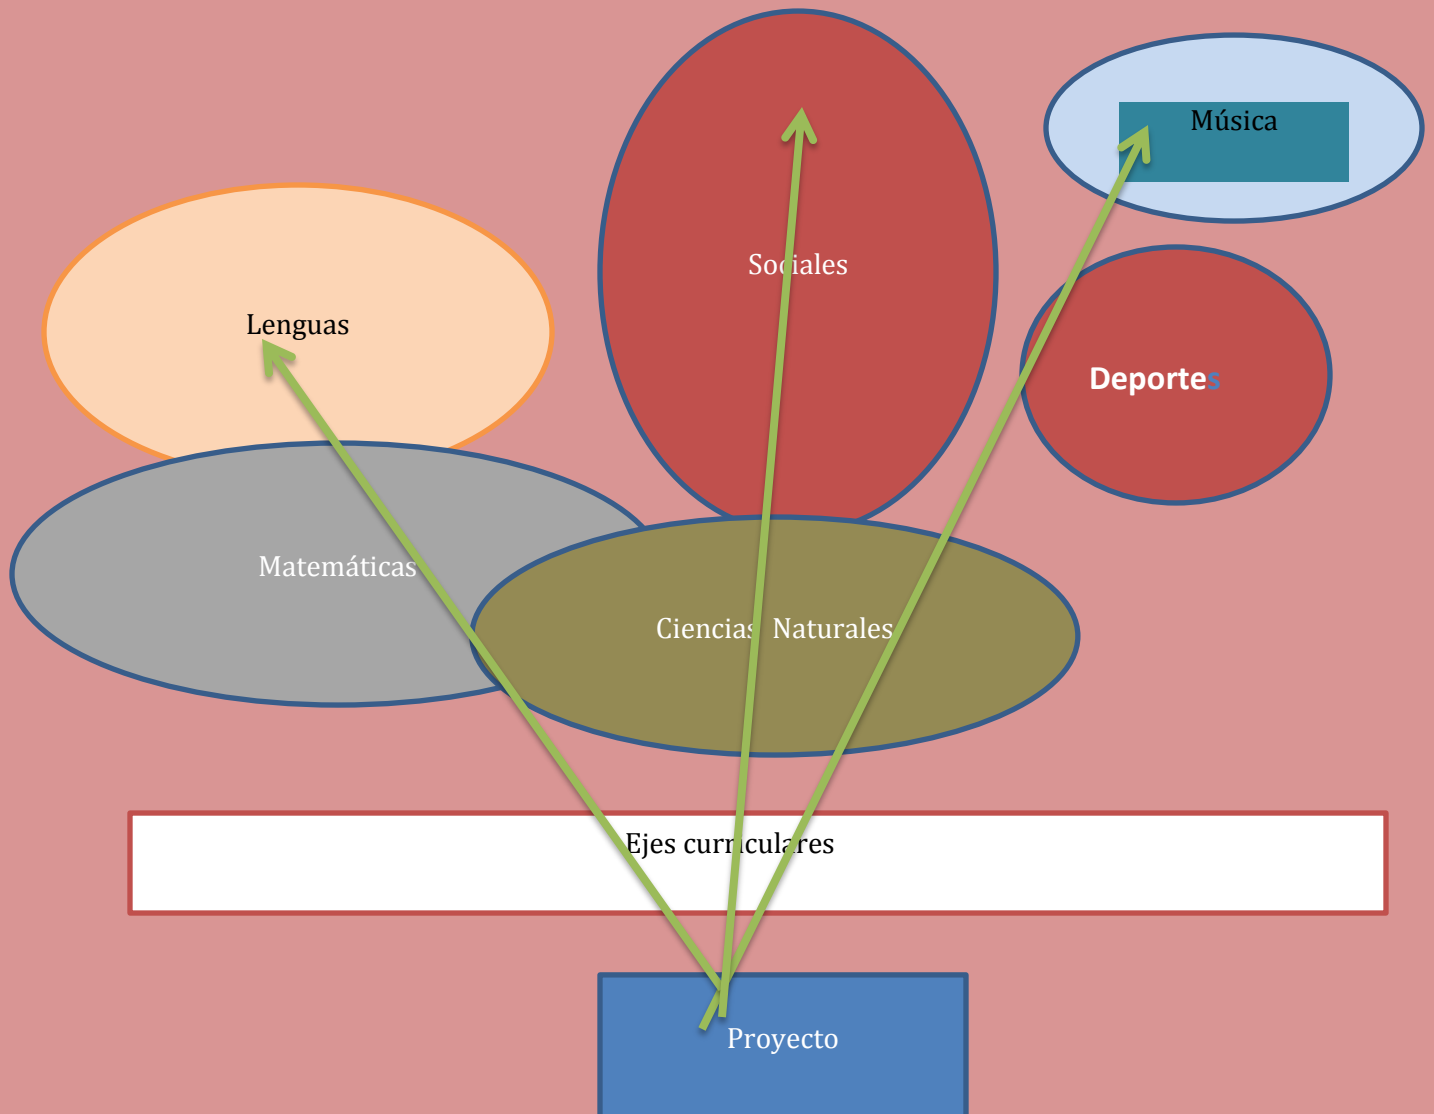 Música
Sociales
Lenguas
Deportes
Matemáticas
Ciencias Naturales
Ejes curriculares
Proyecto